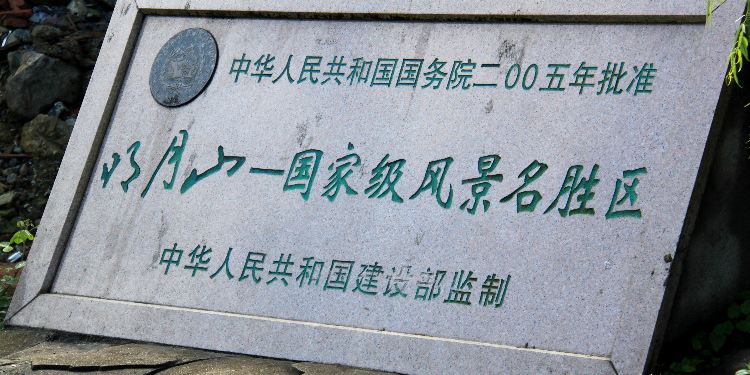 中华人民共和国国务院二00五年批准
明月山—国家级风景名胜区
中华人民共和国建设部监制